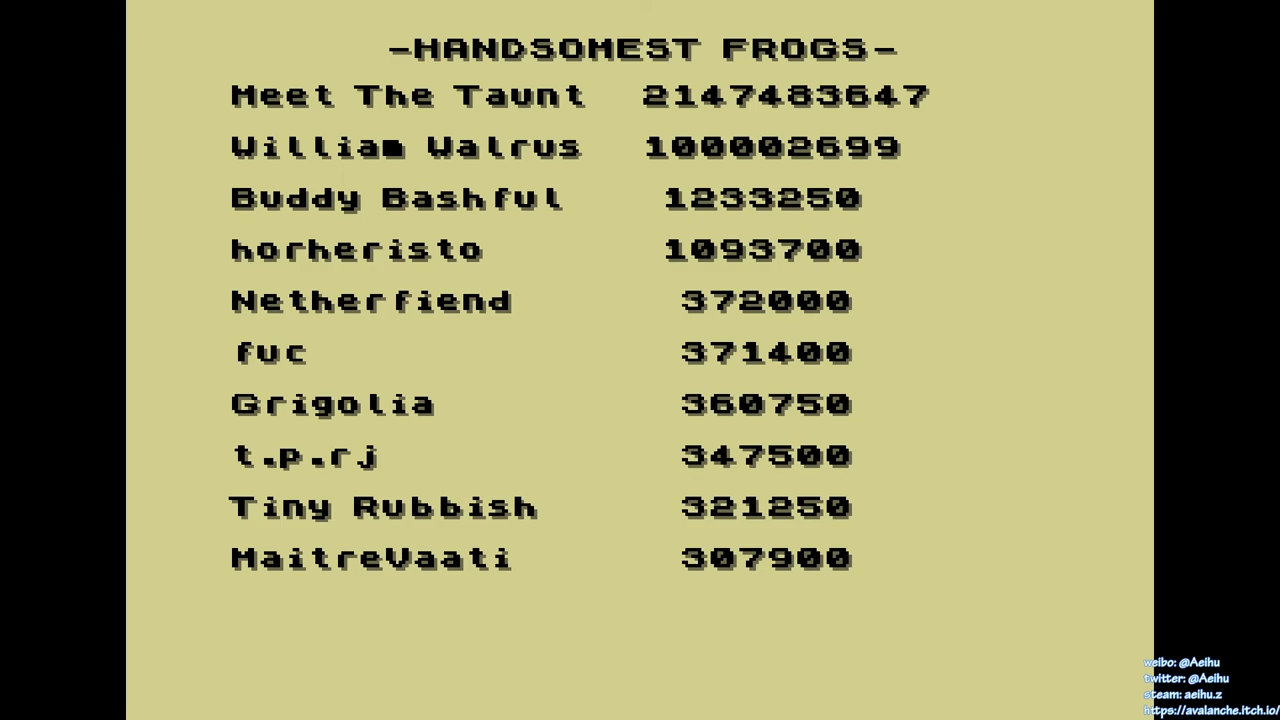 -HANDSOMEST FROGS-
Meet The Taunt 2147483647
William Walrus 100002699
Buddy Bashful 1233250
horheristo 1093700
Netherfiend 372000
fuc 371400
Grigolia 360750
t.p.rj 347500
Tiny Rubbish 321250
MaitreVaati 307900
weibo: @Aeihu
twitter: @Aeihu
steam: aeihu.z
https://avalanche.itch.io/